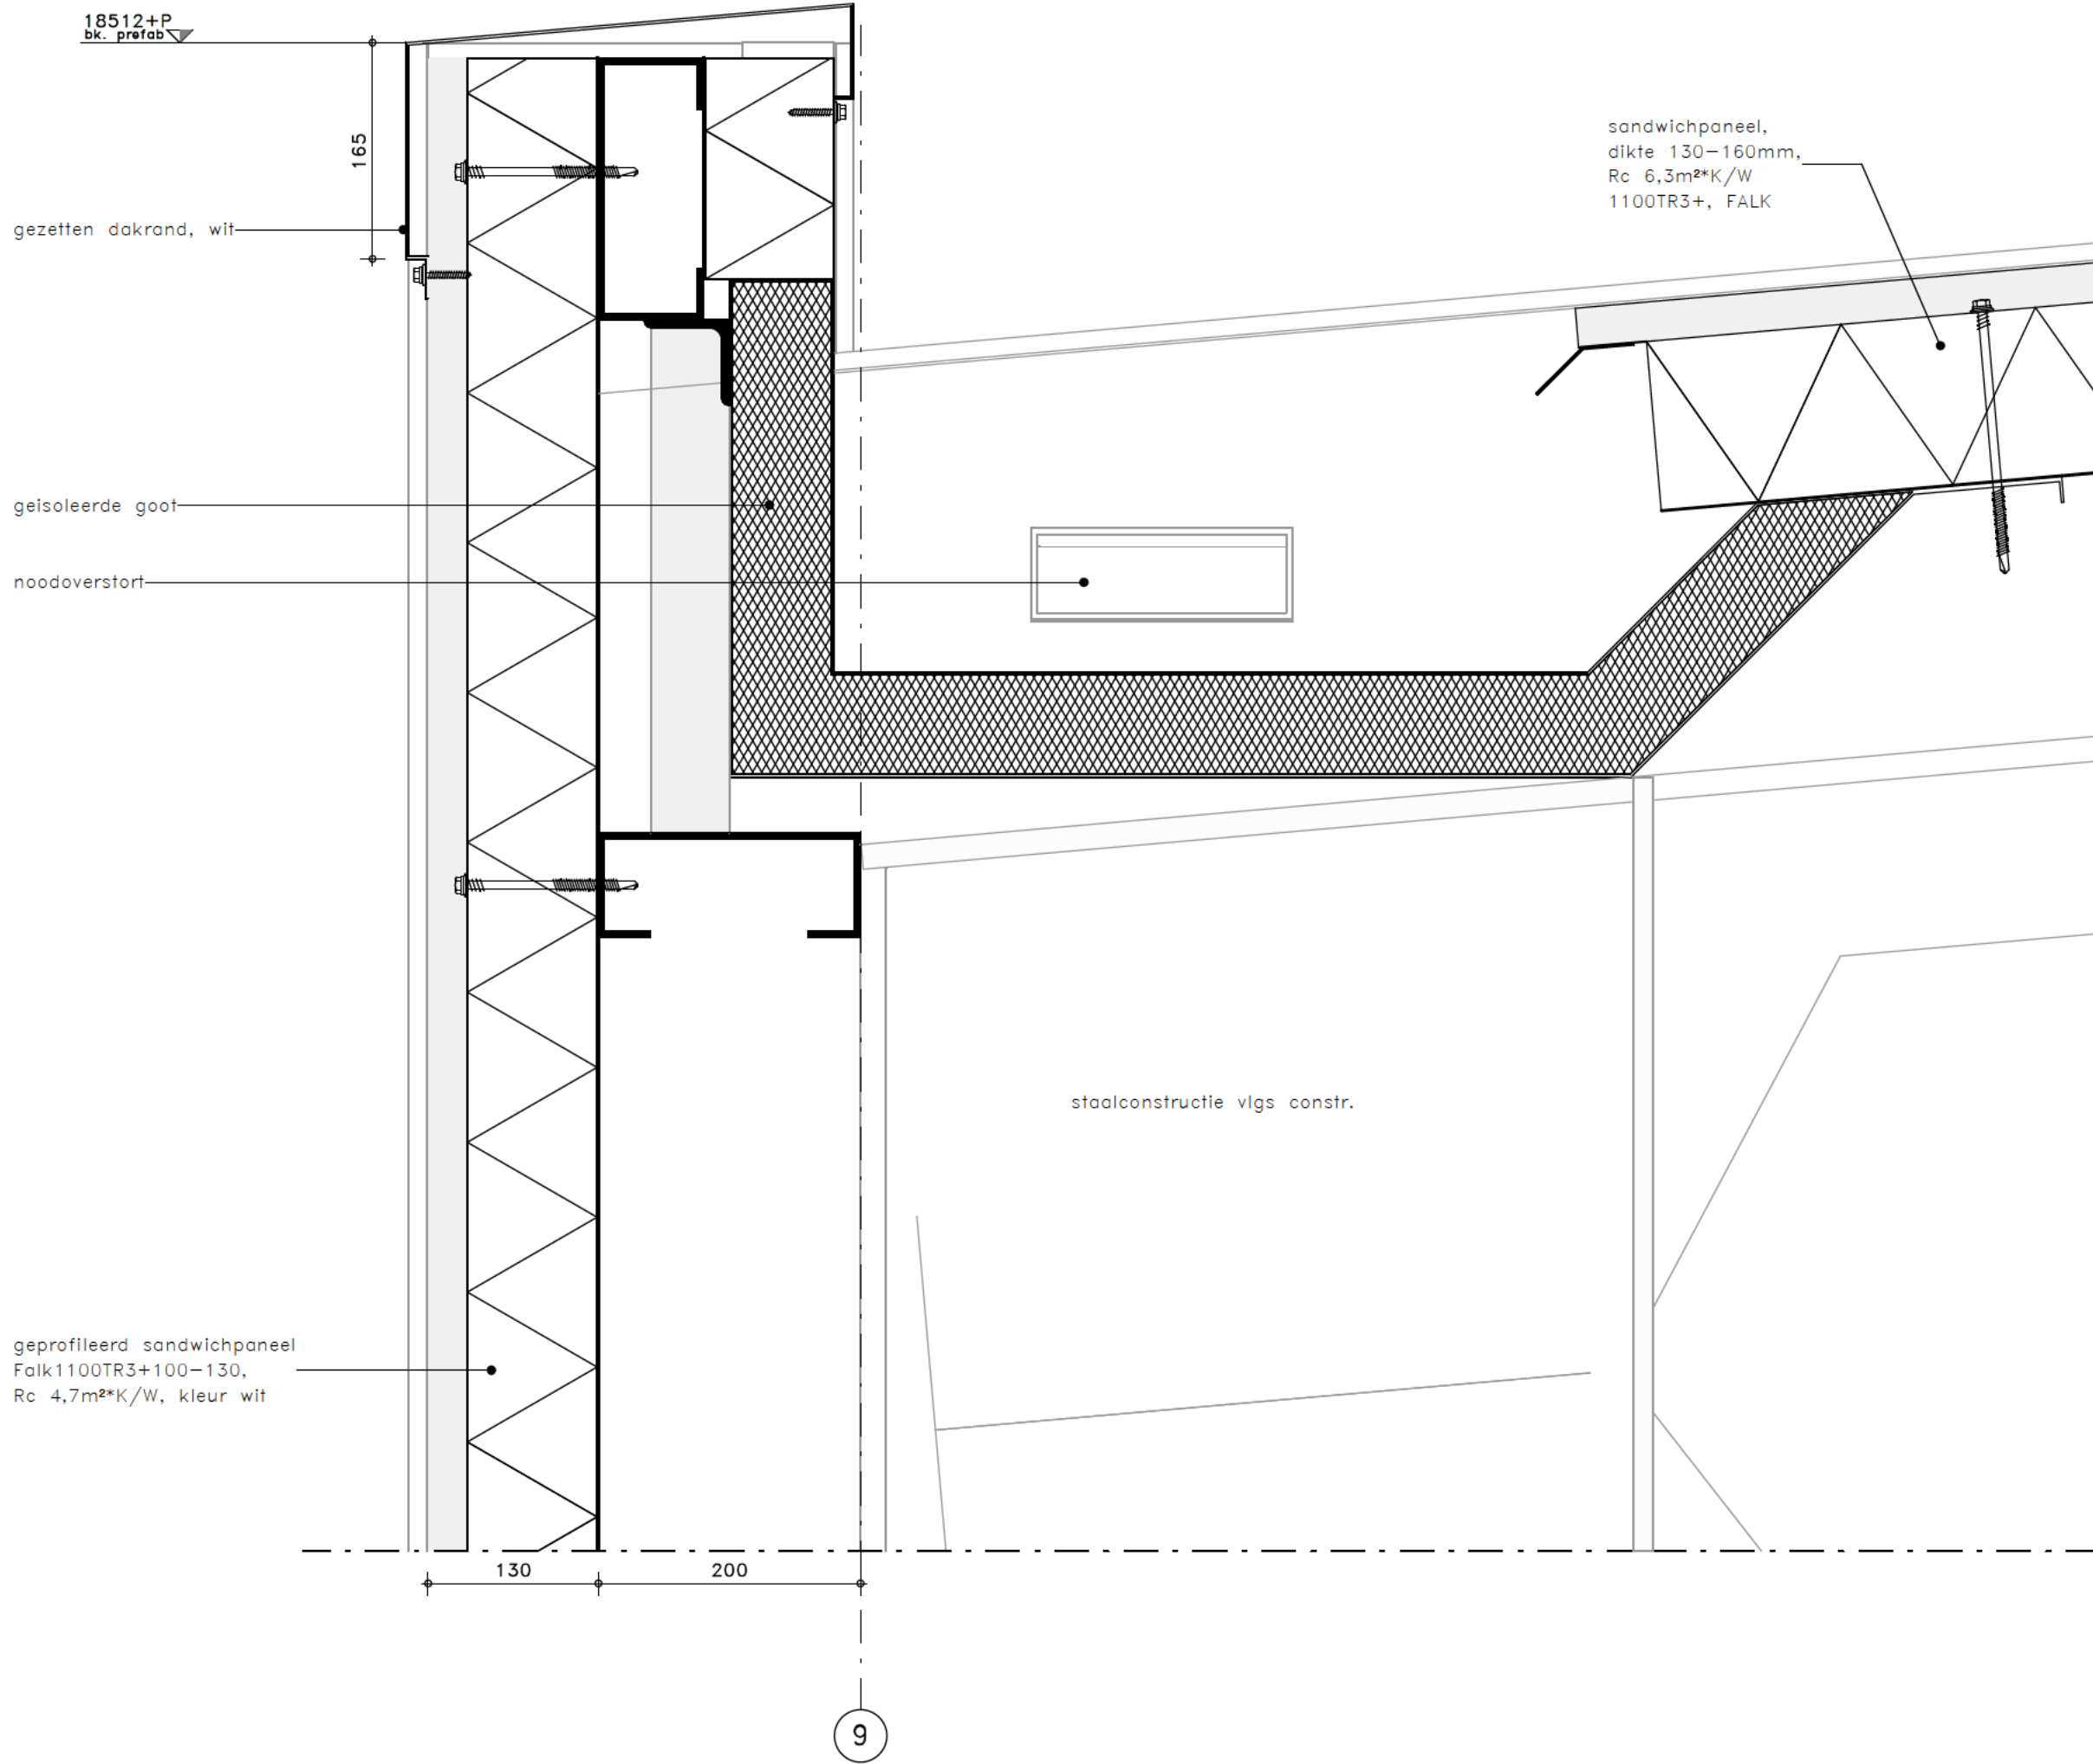 18512+P
bk. prefab
165
gezetten dakrand, wit
sandwichpaneel,
dikte 130-160mm,
Rc 6,3m²*K/W
1100TR3+, FALK
geisoleerde goot
noodoverstort
staalconstructie vlgs constr.
geprofileerd sandwichpaneel
Falk1100TR3+100-130,
Rc 4,7m²*K/W, kleur wit
130
200
9